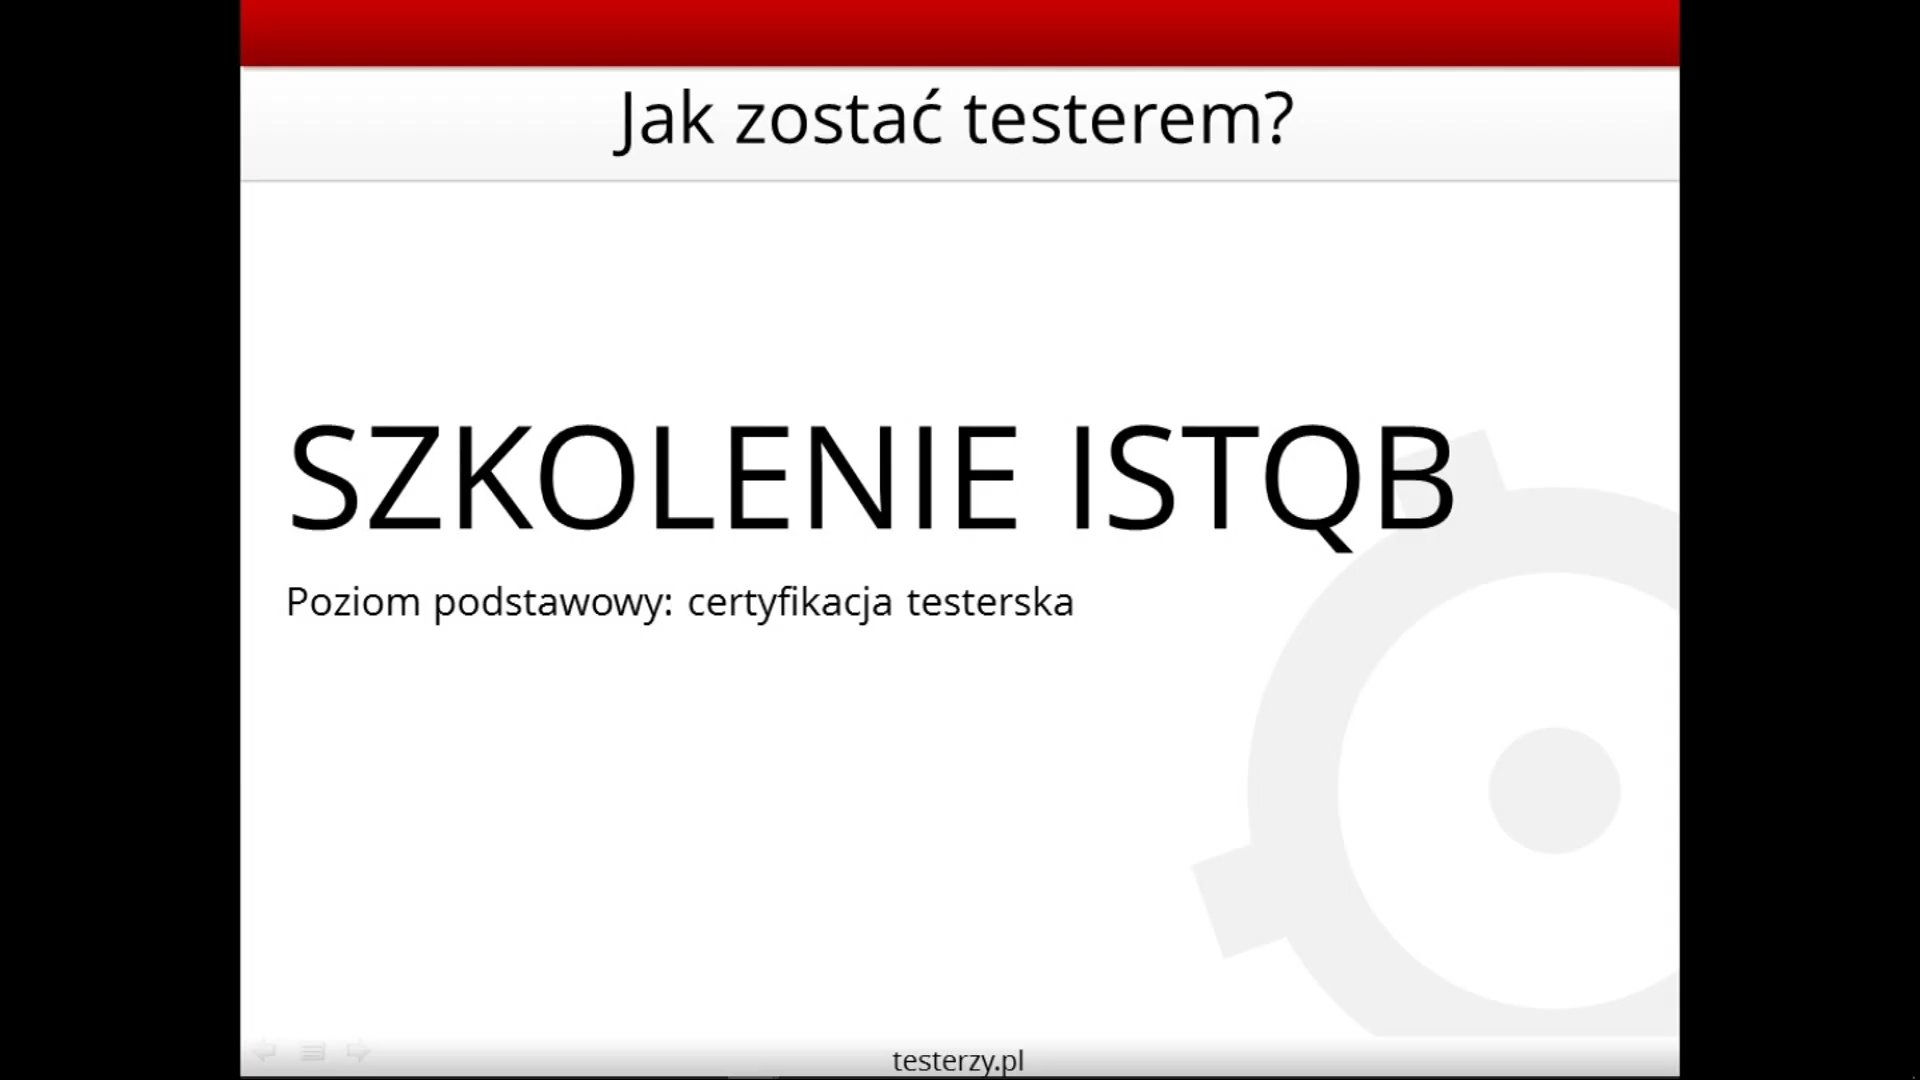 Jak zostać testerem?
SZKOLENIE ISTQB
Poziom podstawowy: certyfikacja testerska
testerzy.pl